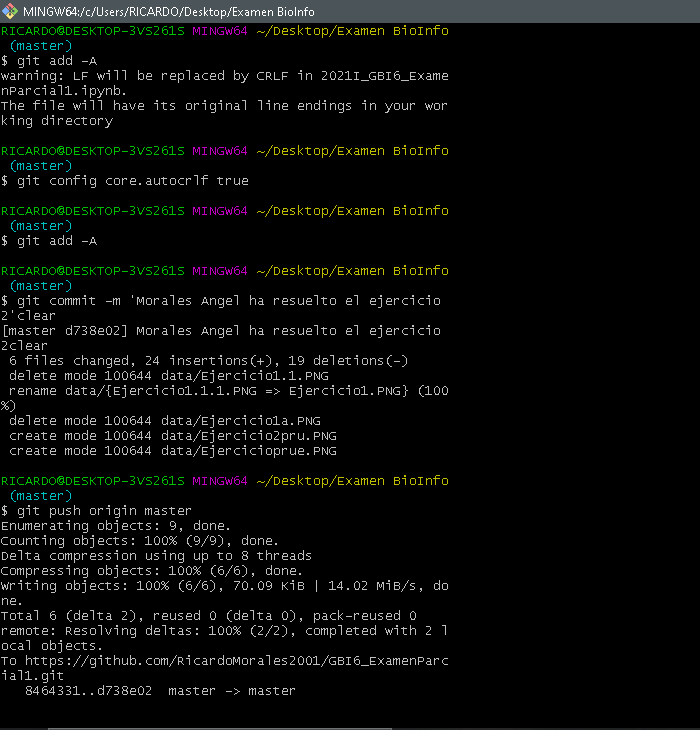 MINGW64:/c/Users/RICARDO/Desktop/Examen BioInfo
RICARDO@DESKTOP-3VS261S MINGW64 ~/Desktop/Examen BioInfo
(master)
$ git add -A
warning: LF will be replaced by CRLF in 2021I_GBI6_Exame
nParcial1.ipynb.
The file will have its original line endings in your wor
king directory
RICARDO@DESKTOP-3VS261S MINGW64 ~/Desktop/Examen BioInfo
(master)
$ git config core.autocrlf true
RICARDO@DESKTOP-3VS261S MINGW64 ~/Desktop/Examen BioInfo
(master)
$ git add -A
RICARDO@DESKTOP-3VS261S MINGW64 ~/Desktop/Examen BioInfo
(master)
$ git commit -m 'Morales Angel ha resuelto el ejercicio
2'clear
[master d738e02] Morales Angel ha resuelto el ejercicio
2clear
6 files changed, 24 insertions(+), 19 deletions(-)
delete mode 100644 data/Ejercicio1.1.PNG
rename data/{Ejercicio1.1.1.PNG => Ejercicio1.PNG} (100
%)
delete mode 100644 data/Ejercicio1a.PNG
create mode 100644 data/Ejercicio2pru.PNG
create mode 100644 data/Ejercicioprue.PNG
RICARDO@DESKTOP-3VS261S MINGW64 ~/Desktop/Examen BioInfo
(master)
$ git push origin master
Enumerating objects: 9, done.
Counting objects: 100% (9/9), done.
Delta compression using up to 8 threads
Compressing objects: 100% (6/6), done.
Writing objects: 100% (6/6), 70.09 KiB | 14.02 MiB/s, do
ne.
Total 6 (delta 2), reused 0 (delta 0), pack-reused 0
remote: Resolving deltas: 100% (2/2), completed with 2 l
ocal objects.
To https://github.com/RicardoMorales2001/GBI6_ExamenParc
ial1.git
8464331..d738e02  master -> master